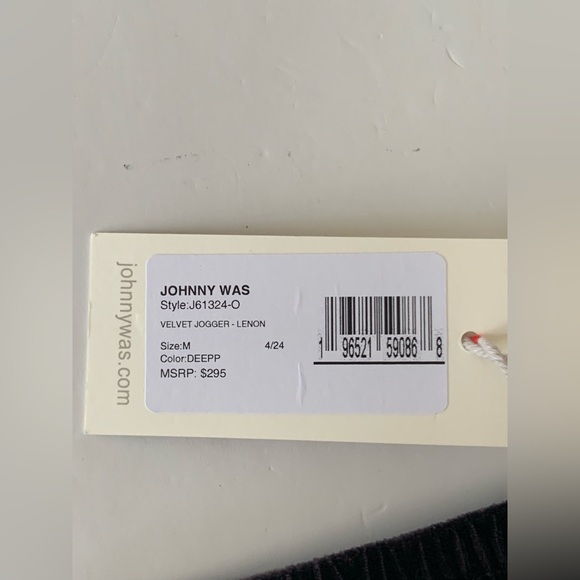 johnnywas.com
JOHNNY WAS
Style:J61324-O
VELVET JOGGER - LENON
Size:M 4/24
Color:DEEPP
MSRP: $295
1 96521 59086 8